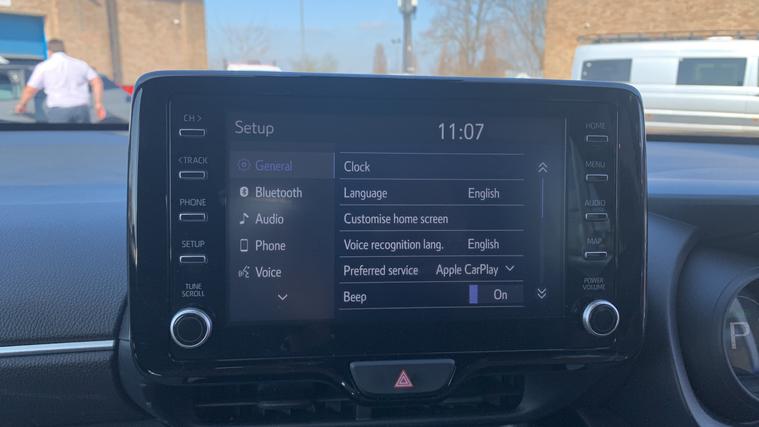 CH >
<TRACK
PHONE
SETUP
TUNE
SCROLL
Setup
11:07
General
Bluetooth
Audio
Phone
Voice
Clock
Language English
Customise home screen
Voice recognition lang. English
Preferred service Apple CarPlay
Beep On
HOME
MENU
AUDIO
MAP
POWER
VOLUME
P